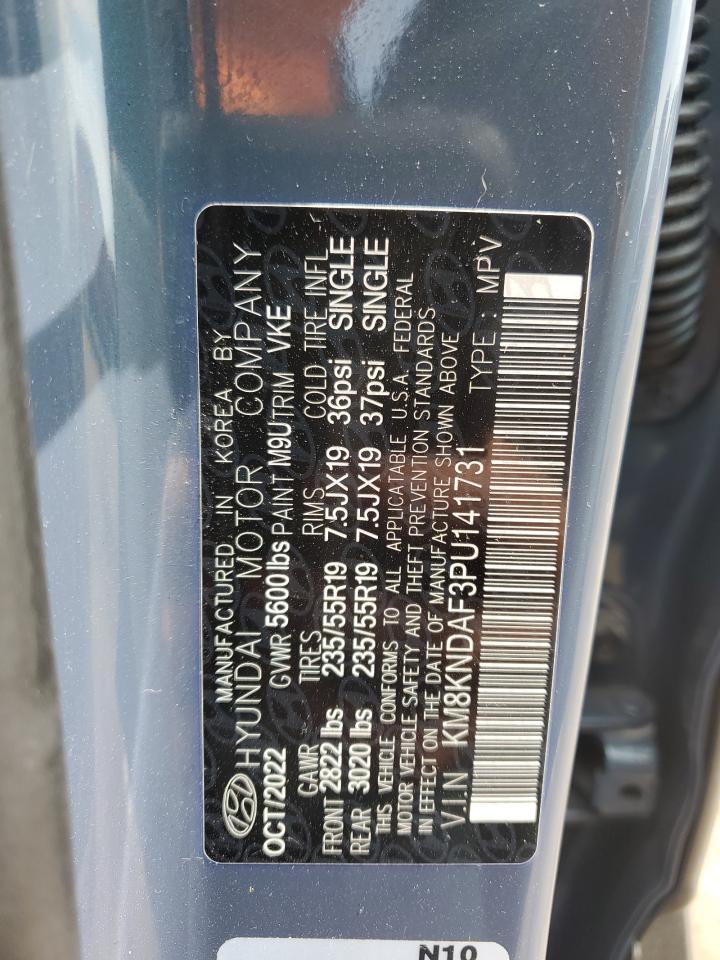 MANUFACTURED IN KOREA BY
HYUNDAI MOTOR COMPANY
OCT/2022 GVWR 5600lbs PAINT M9U TRIM VKE
GAWR TIRES RIMS COLD TIRE INFL
FRONT 2822 lbs 235/55R19 7.5JX19 36psi SINGLE
REAR 3020 lbs 235/55R19 7.5JX19 37psi SINGLE
THIS VEHICLE CONFORMS TO ALL APPLICATABLE U.S.A. FEDERAL
MOTOR VEHICLE SAFETY AND THEFT PREVENTION STANDARDS
IN EFFECT ON THE DATE OF MANUFACTURE SHOWN ABOVE
V.I.N KM8KNDAF3PU141731 TYPE : MPV
N10